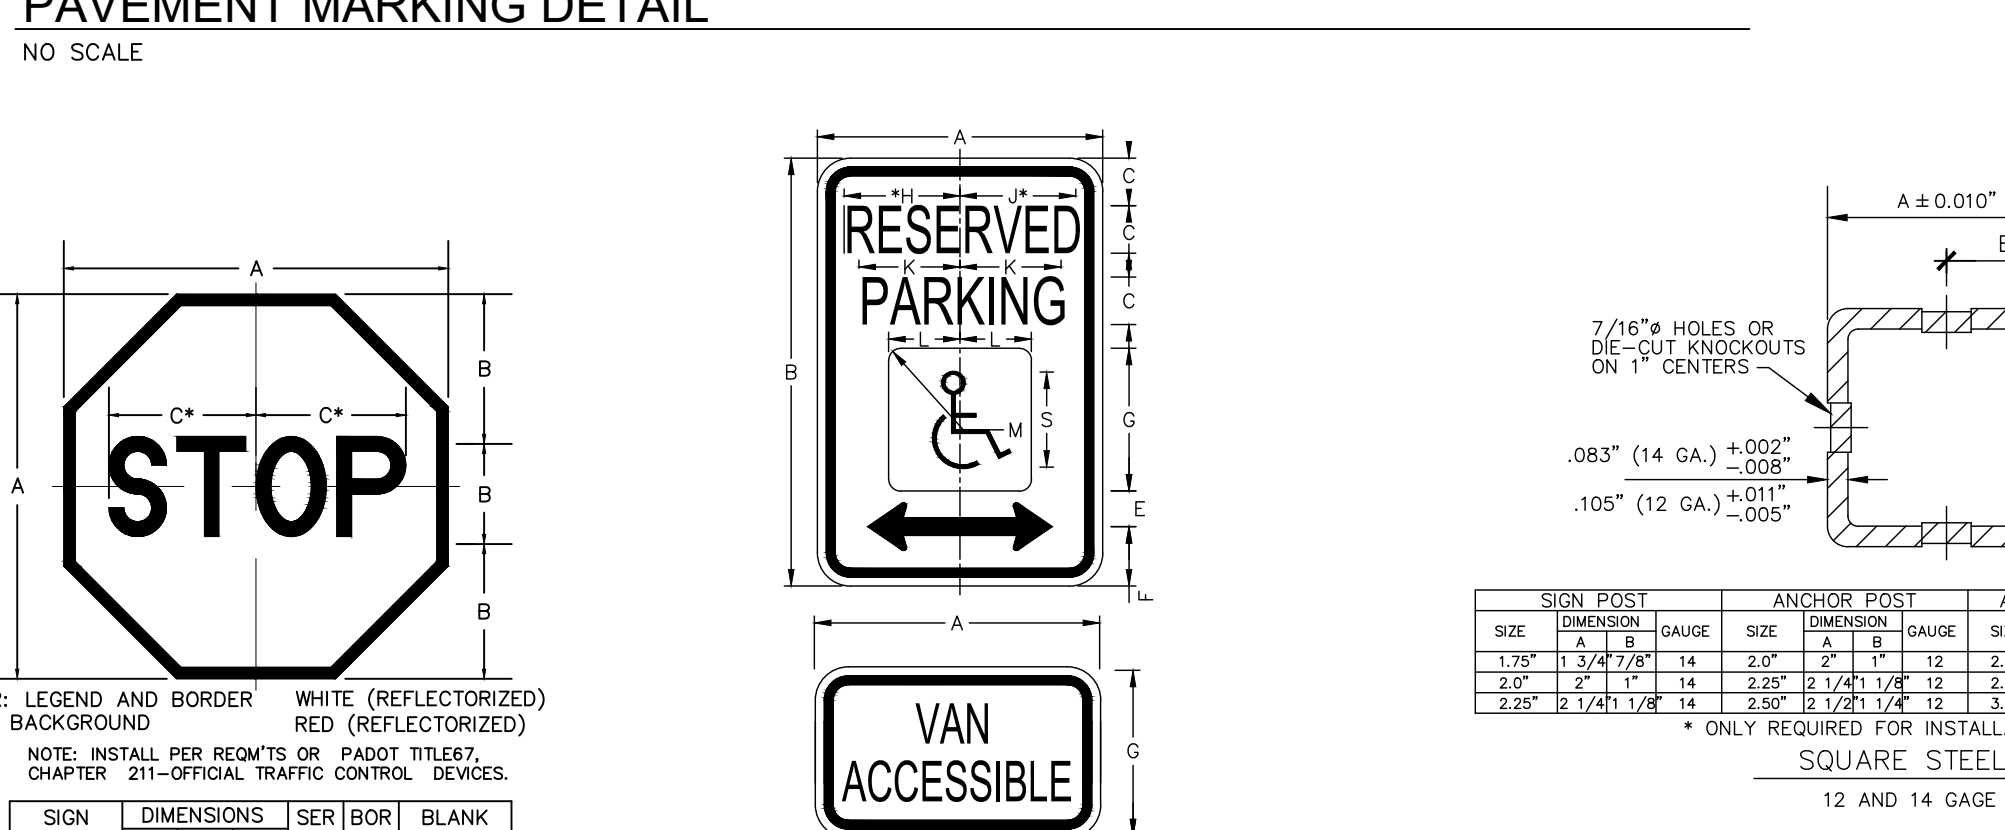 PAVEMENT MARKING DETAIL
NO SCALE
A
B
B
B
A
C* C*
STOP
LEGEND AND BORDER WHITE (REFLECTORIZED)
BACKGROUND RED (REFLECTORIZED)
NOTE: INSTALL PER REQM'TS OR PADOT TITLE67,
CHAPTER 211-OFFICIAL TRAFFIC CONTROL DEVICES.
SIGN DIMENSIONS SER BOR BLANK
A
C
*H J*
RESERVED
C
K K
PARKING
C
L L
B
M
S
G
E
F
A
VAN
ACCESSIBLE
G
A ± 0.010"
7/16"ø HOLES OR
DIE-CUT KNOCKOUTS
ON 1" CENTERS
.083" (14 GA.) +.002" -.008"
.105" (12 GA.) +.011" -.005"
SIGN POST ANCHOR POST
SIZE DIMENSION GAUGE SIZE DIMENSION GAUGE
A B A B
1.75" 1 3/4" 7/8" 14 2.0" 2" 1" 12 2.
2.0" 2" 1" 14 2.25" 2 1/4" 1 1/8" 12 2.
2.25" 2 1/4" 1 1/8" 14 2.50" 2 1/2" 1 1/4" 12 3.
* ONLY REQUIRED FOR
SQUARE STEEL
12 AND 14 GAGE